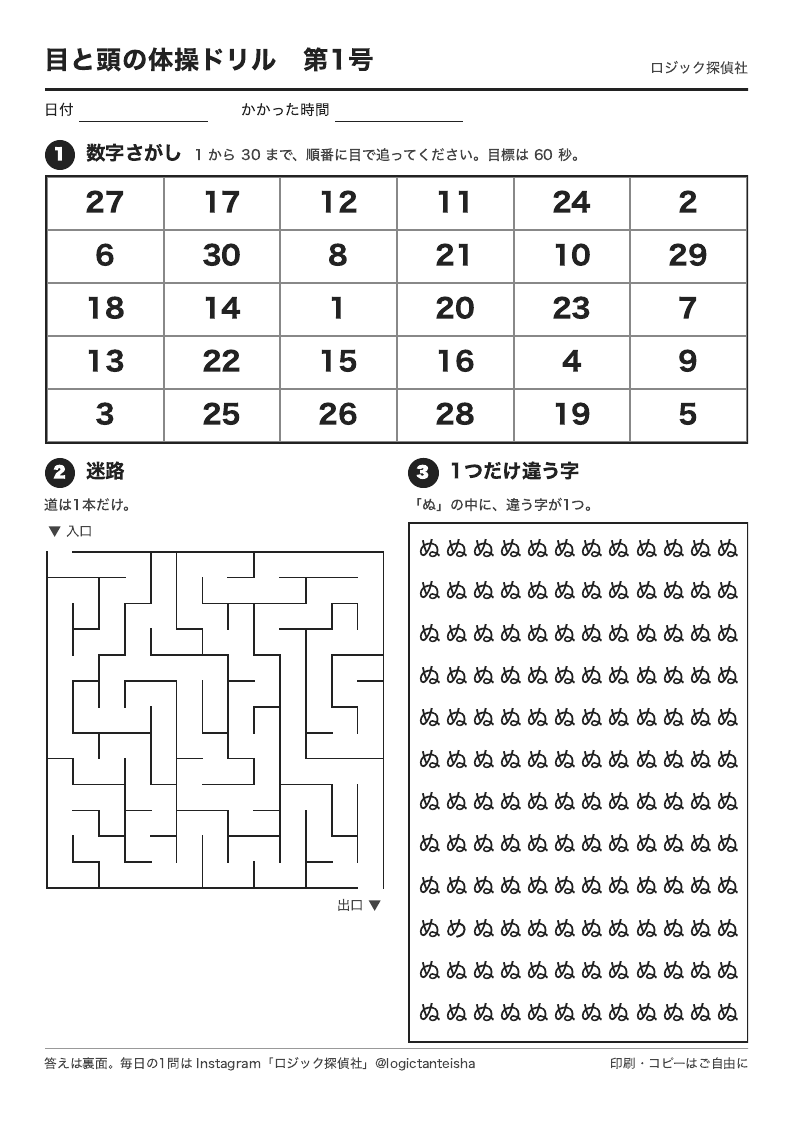 目と頭の体操ドリル　第1号
ロジック探偵社
日付
かかった時間
1 数字さがし 1 から 30 まで、順番に目で追ってください。目標は 60 秒。
27 17 12 11 24 2
6 30 8 21 10 29
18 14 1 20 23 7
13 22 15 16 4 9
3 25 26 28 19 5
2 迷路
道は1本だけ。
▼ 入口
出口 ▼
3 1つだけ違う字
「ぬ」の中に、違う字が1つ。
ぬ ぬ ぬ ぬ ぬ ぬ ぬ ぬ ぬ ぬ ぬ ぬ
ぬ ぬ ぬ ぬ ぬ ぬ ぬ ぬ ぬ ぬ ぬ ぬ
ぬ ぬ ぬ ぬ ぬ ぬ ぬ ぬ ぬ ぬ ぬ ぬ
ぬ ぬ ぬ ぬ ぬ ぬ ぬ ぬ ぬ ぬ ぬ ぬ
ぬ ぬ ぬ ぬ ぬ ぬ ぬ ぬ ぬ ぬ ぬ ぬ
ぬ ぬ ぬ ぬ ぬ ぬ ぬ ぬ ぬ ぬ ぬ ぬ
ぬ ぬ ぬ ぬ ぬ ぬ ぬ ぬ ぬ ぬ ぬ ぬ
ぬ ぬ ぬ ぬ ぬ ぬ ぬ ぬ ぬ ぬ ぬ ぬ
ぬ ぬ ぬ ぬ ぬ ぬ ぬ ぬ ぬ ぬ ぬ ぬ
ぬ め ぬ ぬ ぬ ぬ ぬ ぬ ぬ ぬ ぬ ぬ
ぬ ぬ ぬ ぬ ぬ ぬ ぬ ぬ ぬ ぬ ぬ ぬ
ぬ ぬ ぬ ぬ ぬ ぬ ぬ ぬ ぬ ぬ ぬ ぬ
答えは裏面。毎日の1問は Instagram「ロジック探偵社」@logictanteisha
印刷・コピーはご自由に